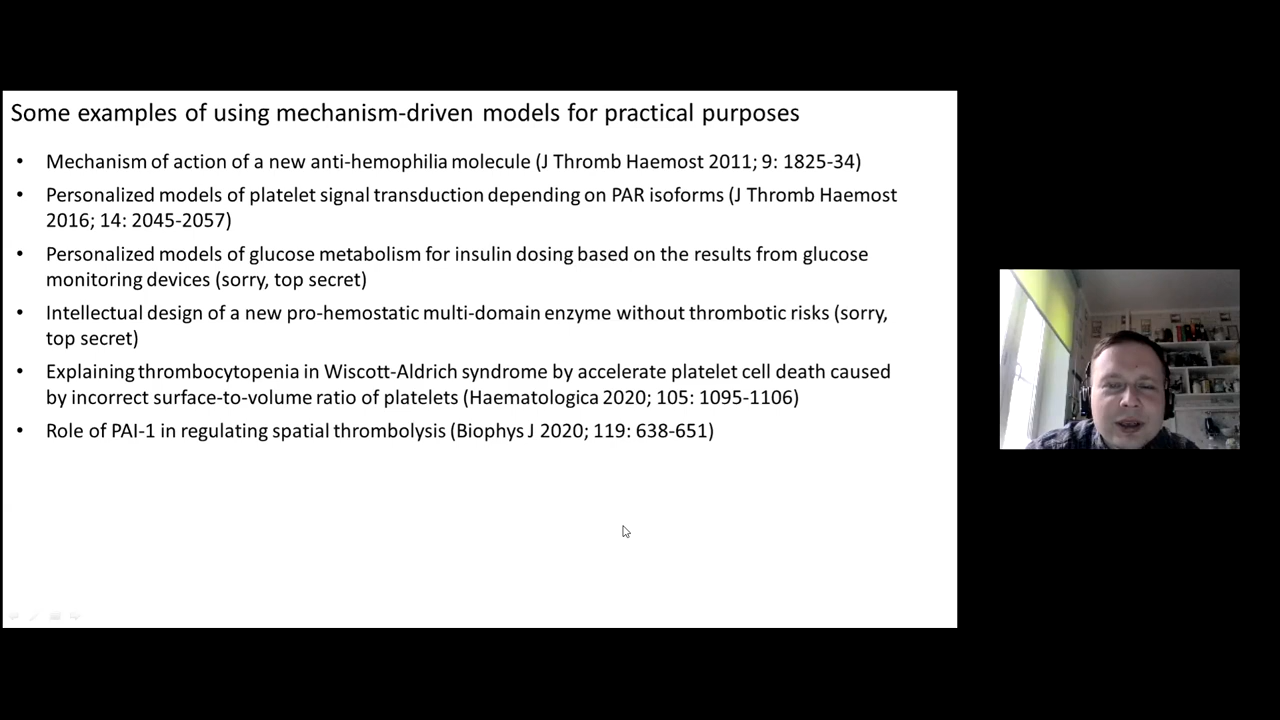 Some examples of using mechanism-driven models for practical purposes
• Mechanism of action of a new anti-hemophilia molecule (J Thromb Haemost 2011; 9: 1825-34)
• Personalized models of platelet signal transduction depending on PAR isoforms (J Thromb Haemost
2016; 14: 2045-2057)
• Personalized models of glucose metabolism for insulin dosing based on the results from glucose
monitoring devices (sorry, top secret)
• Intellectual design of a new pro-hemostatic multi-domain enzyme without thrombotic risks (sorry,
top secret)
• Explaining thrombocytopenia in Wiscott-Aldrich syndrome by accelerate platelet cell death caused
by incorrect surface-to-volume ratio of platelets (Haematologica 2020; 105: 1095-1106)
• Role of PAI-1 in regulating spatial thrombolysis (Biophys J 2020; 119: 638-651)